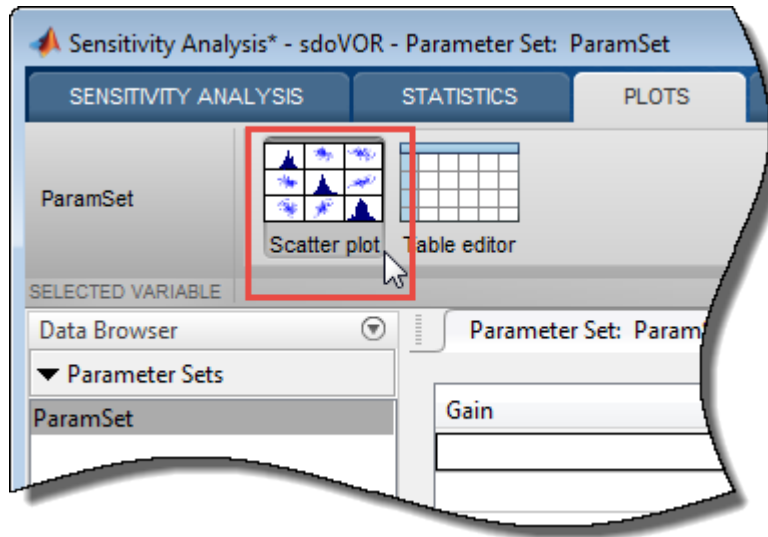 Sensitivity Analysis* - sdoVOR - Parameter Set: ParamSet
SENSITIVITY ANALYSIS
STATISTICS
PLOTS
ParamSet
Scatter plot
Table editor
SELECTED VARIABLE
Data Browser
Parameter Set:
Parameter Sets
ParamSet
Gain